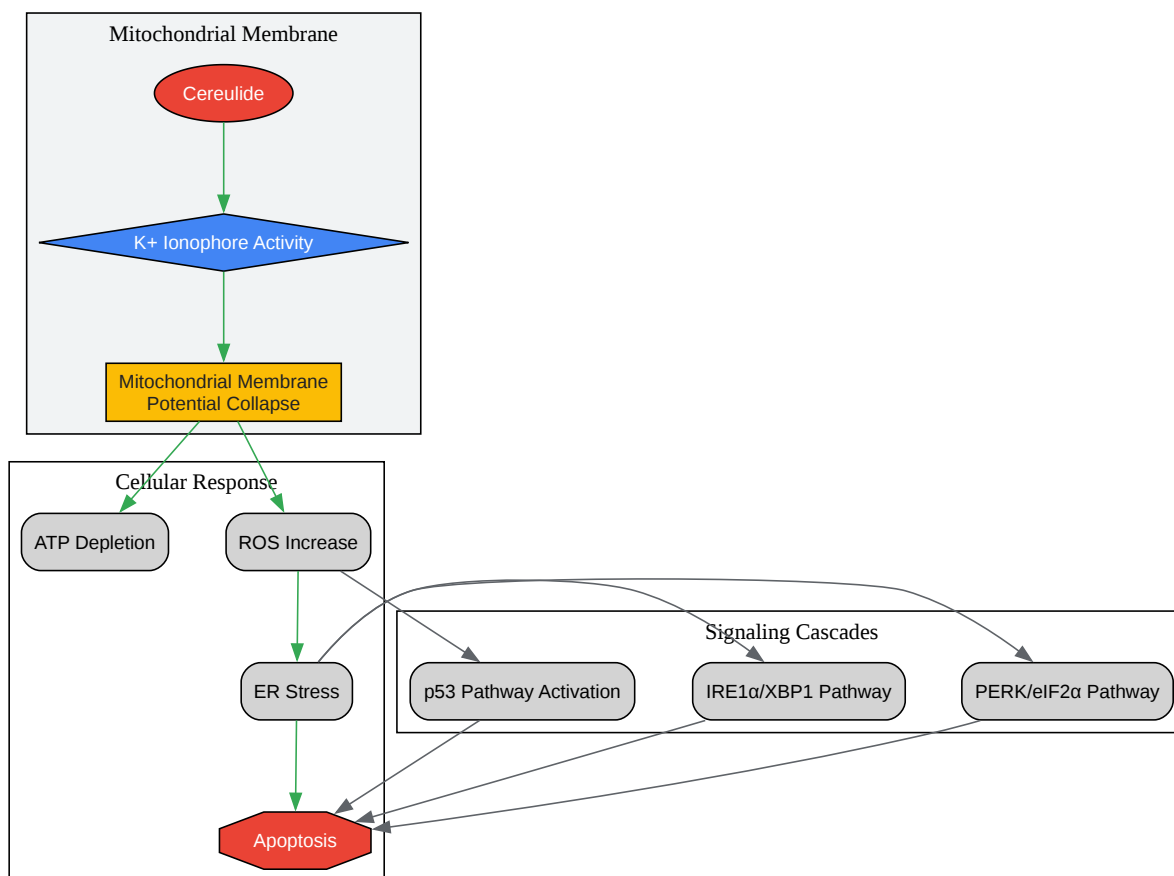 Mitochondrial Membrane
Cereulide
K+ Ionophore Activity
Mitochondrial Membrane
Potential Collapse
Cellular Response
ATP Depletion
ROS Increase
Signaling Cascades
ER Stress
p53 Pathway Activation
IRE1α/XBP1 Pathway
PERK/eIF2α Pathway
Apoptosis